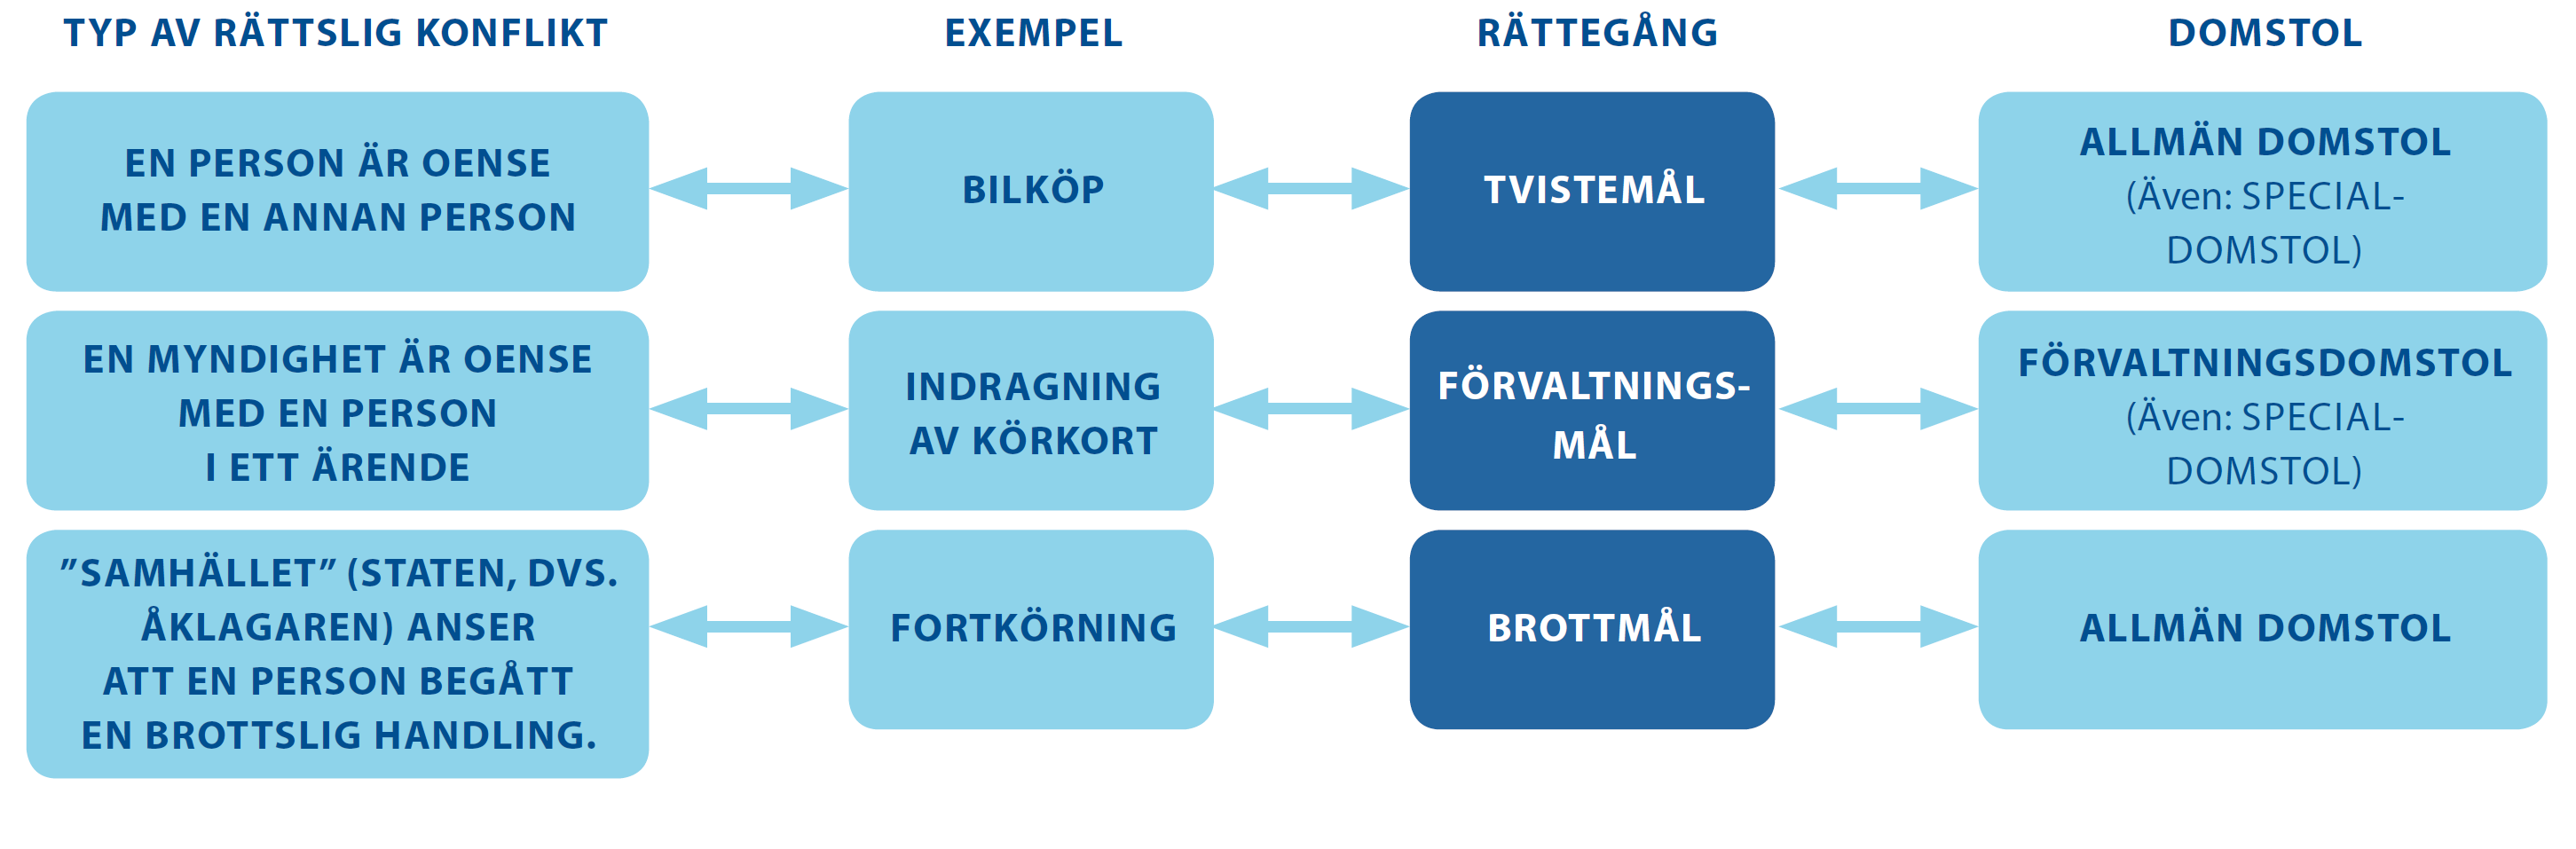 TYP AV RÄTTSLIG KONFLIKT
EXEMPEL
RÄTTEGÅNG
DOMSTOL
EN PERSON ÄR OENSE
MED EN ANNAN PERSON
BILKÖP
TVISTEMÅL
ALLMÄN DOMSTOL
(Även: SPECIAL-
DOMSTOL)
EN MYNDIGHET ÄR OENSE
MED EN PERSON
I ETT ÄRENDE
INDRAGNING
AV KÖRKORT
FÖRVALTNINGS-
MÅL
FÖRVALTNINGSDOMSTOL
(Även: SPECIAL-
DOMSTOL)
”SAMHÄLLET” (STATEN, DVS.
ÅKLAGAREN) ANSER
ATT EN PERSON BEGÅTT
EN BROTTSLIG HANDLING.
FORTKÖRNING
BROTTMÅL
ALLMÄN DOMSTOL